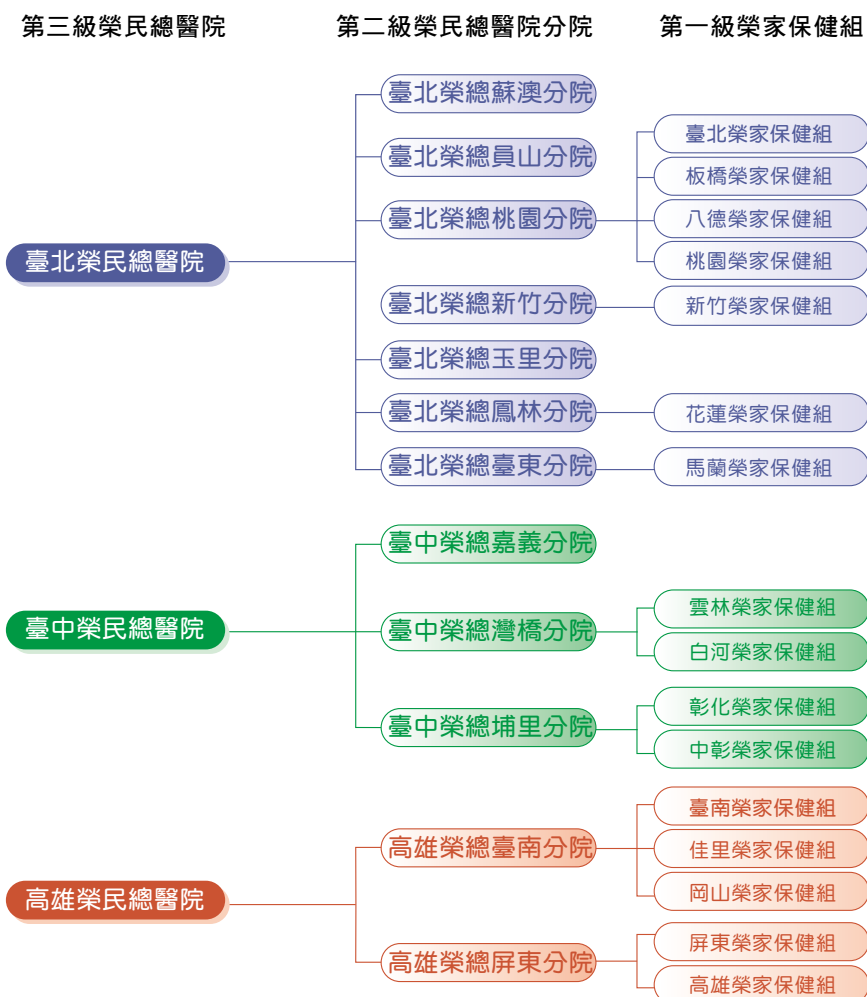 第三級榮民總醫院 第二級榮民總醫院分院 第一級榮家保健組
臺北榮總蘇澳分院
臺北榮家保健組
臺北榮總員山分院
板橋榮家保健組
臺北榮總桃園分院 八德榮家保健組
臺北榮民總醫院 桃園榮家保健組
臺北榮總新竹分院 新竹榮家保健組
臺北榮總玉里分院
臺北榮總鳳林分院 花蓮榮家保健組
臺北榮總臺東分院 馬蘭榮家保健組
臺中榮總嘉義分院
雲林榮家保健組
臺中榮民總醫院 臺中榮總灣橋分院
白河榮家保健組
彰化榮家保健組
臺中榮總埔里分院
中彰榮家保健組
臺南榮家保健組
高雄榮總臺南分院 佳里榮家保健組
高雄榮民總醫院 岡山榮家保健組
屏東榮家保健組
高雄榮總屏東分院
高雄榮家保健組